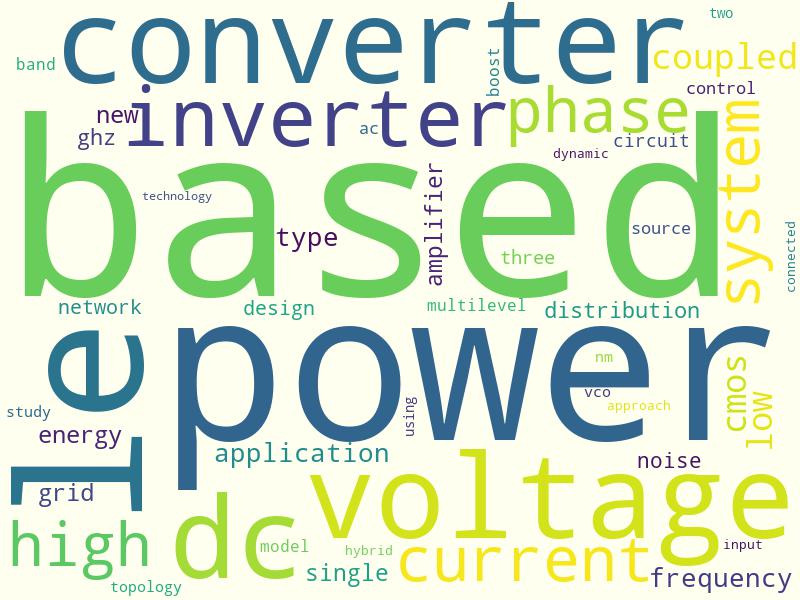 converter
two
band
boost
coupled
control
new
inverter
phase
ghz
ac
circuit
dynamic
system
based
technology
type
amplifier
source
three
connected
network
design
multilevel
distribution
le
power
nm
vco
approach
using
cmos
low
study
energy
application
noise
grid
voltage
high
dc
model
hybrid
current
input
single
frequency
topology